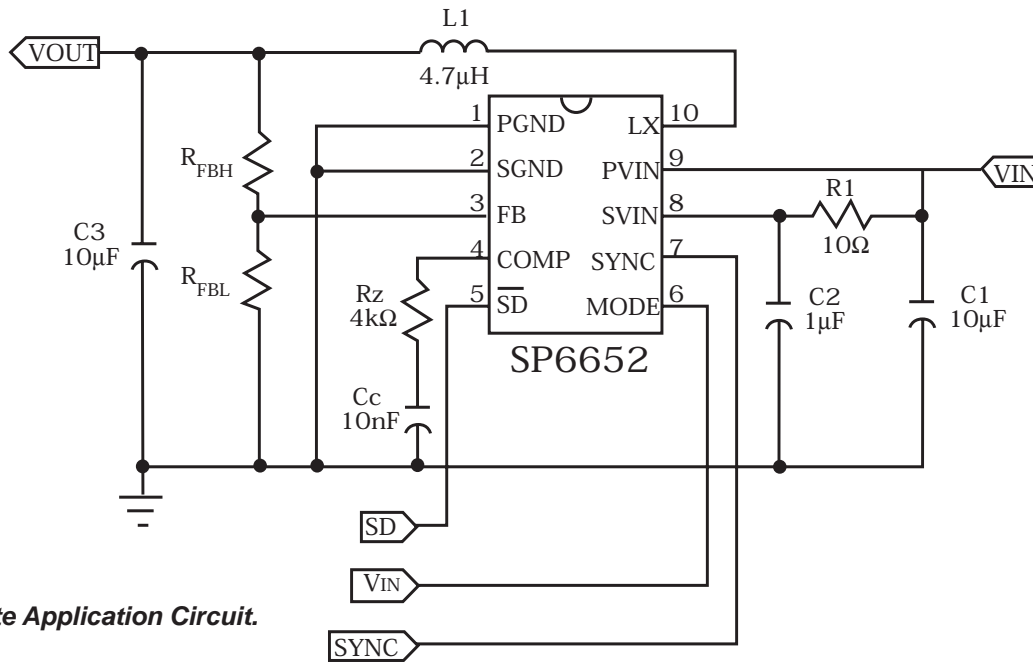 L1
VOUT
4.7µH
1
PGND
LX
10
2
SGND
PVIN
9
VIN
RFBH
3
FB
SVIN
8
R1
10Ω
C3
10µF
4
COMP
SYNC
7
RFBL
Rz
4kΩ
5
SD
MODE
6
C2
1µF
C1
10µF
SP6652
Cc
10nF
SD
VIN
te Application Circuit.
SYNC